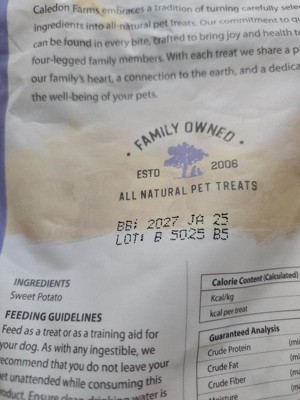 Caledon Farms embraces a tradition of turning carefully
ingredients into all-natural pet treats. Our commitment to
can be found in every bite, crafted to bring joy and health
four-legged family members. With each treat we share a
our family's heart, a connection to the earth, and a
the well-being of your pets.
• FAMILY OWNED •
ESTD 2006
ALL NATURAL PET TREATS
BB: 2027 JA 25
LOT: B 5025 B5
INGREDIENTS
Sweet Potato
FEEDING GUIDELINES
Feed as a treat or as a training aid for
your dog. As with any ingestible, we
recommend that you do not leave your
pet unattended while consuming this
product. Ensure clean drinking water is
Calorie Content (Calculated)
Kcal/kg
kcal per treat
Guaranteed Analysis
Crude Protein
Crude Fat
Crude Fiber
Moisture